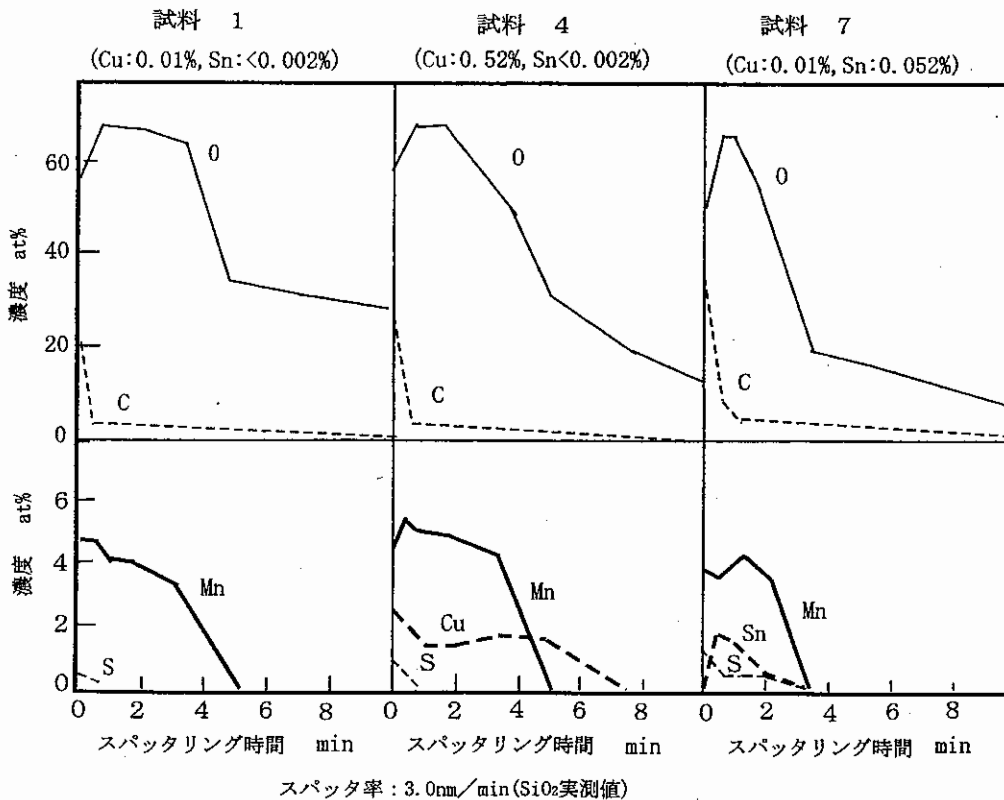 試料 1
(Cu:0.01%, Sn:<0.002%)
試料 4
(Cu:0.52%, Sn<0.002%)
試料 7
(Cu:0.01%, Sn:0.052%)
濃度 at%
60
40
20
0
O
C
O
C
O
C
濃度 at%
6
4
2
0
Mn
S
Mn
Cu
S
Mn
Sn
S
0 2 4 6 8
0 2 4 6 8
0 2 4 6 8
スパッタリング時間 min
スパッタリング時間 min
スパッタリング時間 min
スパッタ率:3.0nm/min(SiO₂実測値)